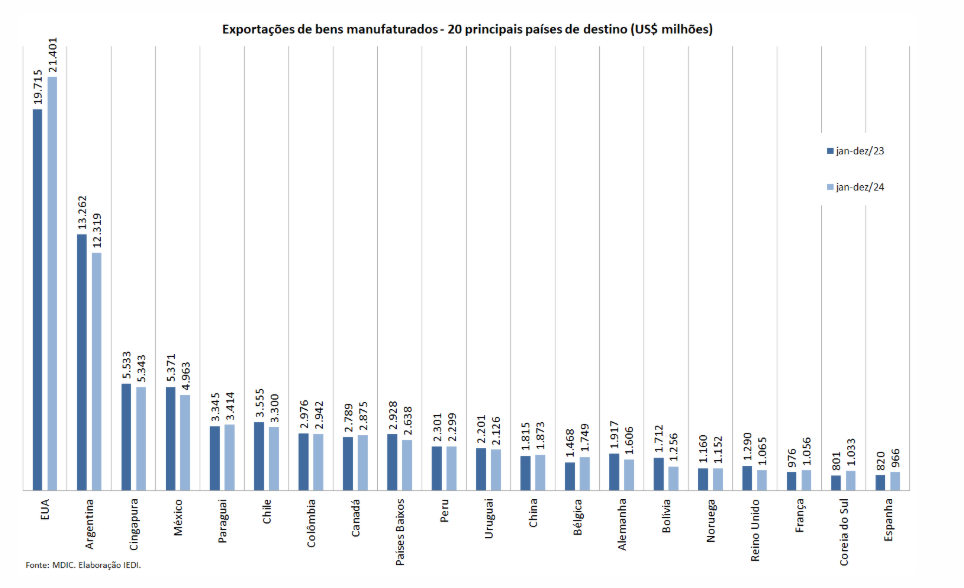 Exportações de bens manufaturados - 20 principais países de destino (US$ milhões)
19.715
21.401
13.262
12.319
5.533
5.343
5.371
4.963
3.345
3.414
3.555
3.300
2.976
2.942
2.789
2.875
2.928
2.638
2.301
2.299
2.201
2.126
1.815
1.873
1.468
1.749
1.917
1.606
1.712
1.256
1.160
1.152
1.290
1.065
976
1.056
801
1.033
820
966
jan-dez/23
jan-dez/24
EUA
Argentina
Cingapura
México
Paraguai
Chile
Colômbia
Canadá
Países Baixos
Peru
Uruguai
China
Bélgica
Alemanha
Bolívia
Noruega
Reino Unido
França
Coreia do Sul
Espanha
Fonte: MDIC. Elaboração IEDI.